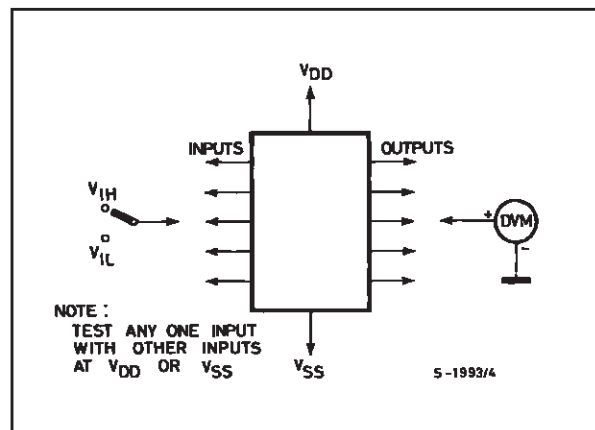 VDD
INPUTS
OUTPUTS
VIH
VIL
+
DVM
-
NOTE :
TEST ANY ONE INPUT
WITH OTHER INPUTS
AT VDD OR VSS
VSS
S-1993/4